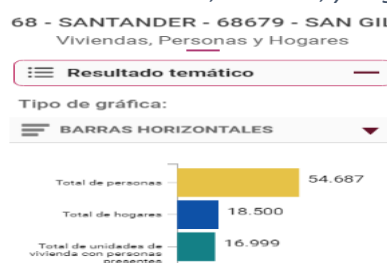 68 - SANTANDER - 68679 - SAN GIL
Viviendas, Personas y Hogares
Resultado temático
Tipo de gráfica:
BARRAS HORIZONTALES
Total de personas 54.687
Total de hogares 18.500
Total de unidades de
vivienda con personas
presentes
16.999